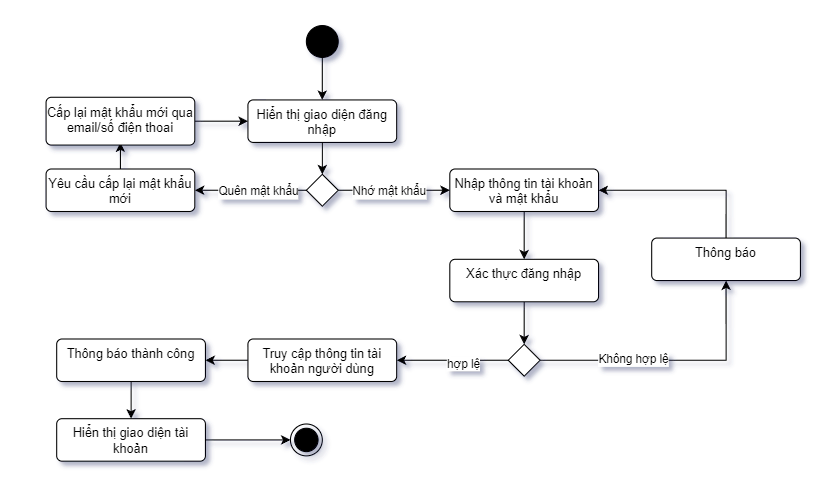 Cấp lại mật khẩu mới qua
email/số điện thoai
Hiển thị giao diện đăng
nhập
Yêu cầu cấp lại mật khẩu
mới
Quên mật khẩu
Nhớ mật khẩu
Nhập thông tin tài khoản
và mật khẩu
Thông báo
Xác thực đăng nhập
Thông báo thành công
Truy cập thông tin tài
khoản người dùng
hợp lệ
Không hợp lệ
Hiển thị giao diện tài
khoản